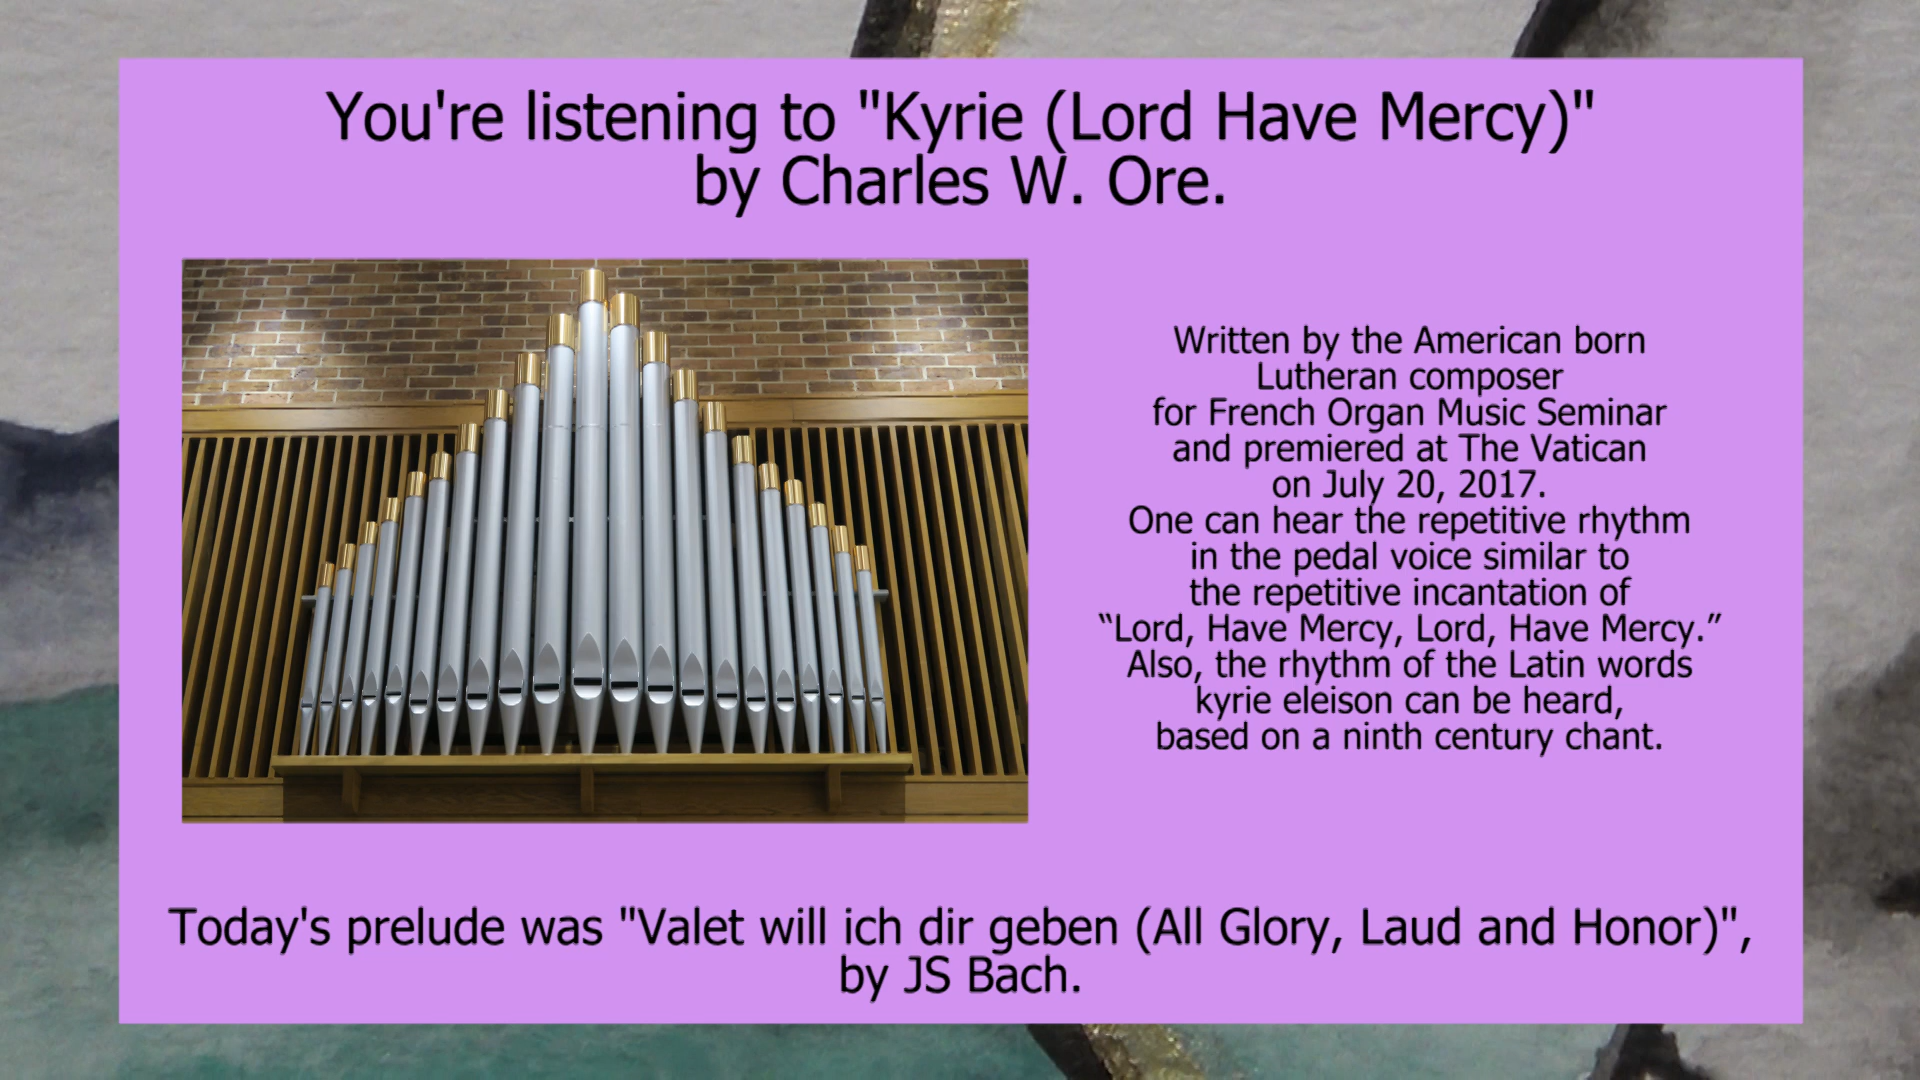 You're listening to "Kyrie (Lord Have Mercy)"
by Charles W. Ore.
Written by the American born
Lutheran composer
for French Organ Music Seminar
and premiered at The Vatican
on July 20, 2017.
One can hear the repetitive rhythm
in the pedal voice similar to
the repetitive incantation of
“Lord, Have Mercy, Lord, Have Mercy.”
Also, the rhythm of the Latin words
kyrie eleison can be heard,
based on a ninth century chant.
Today's prelude was "Valet will ich dir geben (All Glory, Laud and Honor)",
by JS Bach.